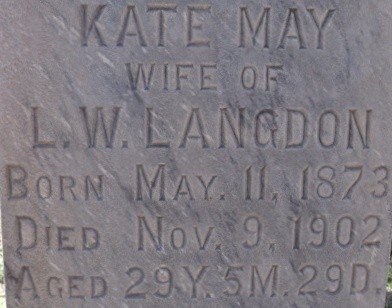 KATE MAY
WIFE OF
L.W. LANGDON
BORN MAY. 11, 1873
DIED NOV. 9, 1902
AGED 29Y. 5M. 29D.